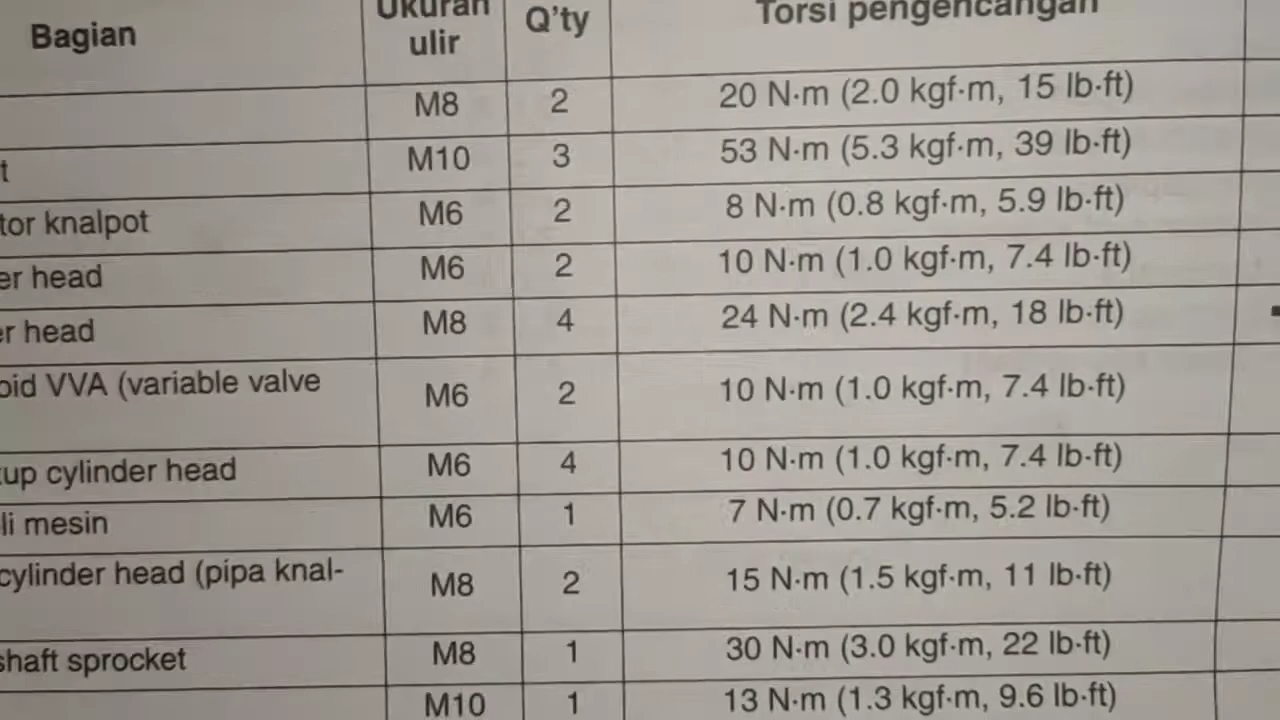 Bagian Ukuran ulir Q'ty Torsi pengencangan
M8 2 20 N·m (2.0 kgf·m, 15 lb·ft)
t M10 3 53 N·m (5.3 kgf·m, 39 lb·ft)
tor knalpot M6 2 8 N·m (0.8 kgf·m, 5.9 lb·ft)
er head M6 2 10 N·m (1.0 kgf·m, 7.4 lb·ft)
er head M8 4 24 N·m (2.4 kgf·m, 18 lb·ft)
oid VVA (variable valve M6 2 10 N·m (1.0 kgf·m, 7.4 lb·ft)
tup cylinder head M6 4 10 N·m (1.0 kgf·m, 7.4 lb·ft)
li mesin M6 1 7 N·m (0.7 kgf·m, 5.2 lb·ft)
cylinder head (pipa knal- M8 2 15 N·m (1.5 kgf·m, 11 lb·ft)
shaft sprocket M8 1 30 N·m (3.0 kgf·m, 22 lb·ft)
M10 1 13 N·m (1.3 kgf·m, 9.6 lb·ft)